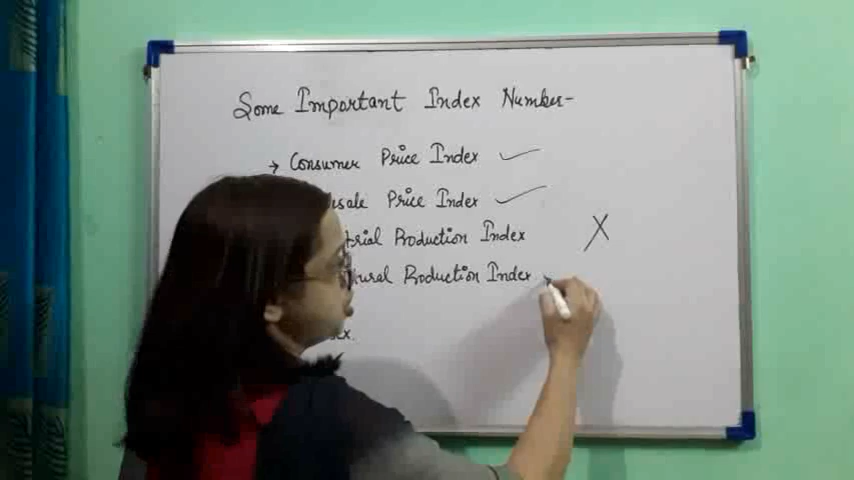 Some Important Index Number-
→ Consumer Price Index ✓
Price Index ✓
Production Index X
Production Index